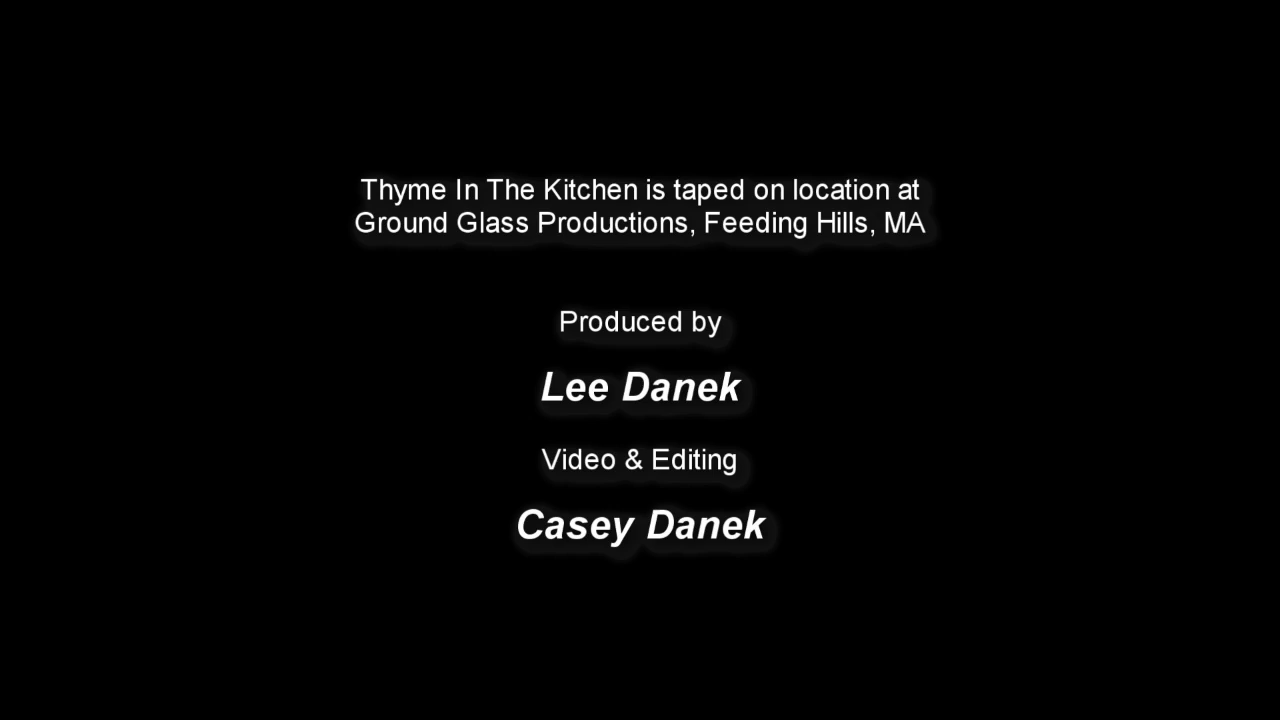 Thyme In The Kitchen is taped on location at
Ground Glass Productions, Feeding Hills, MA
Produced by
Lee Danek
Video & Editing
Casey Danek